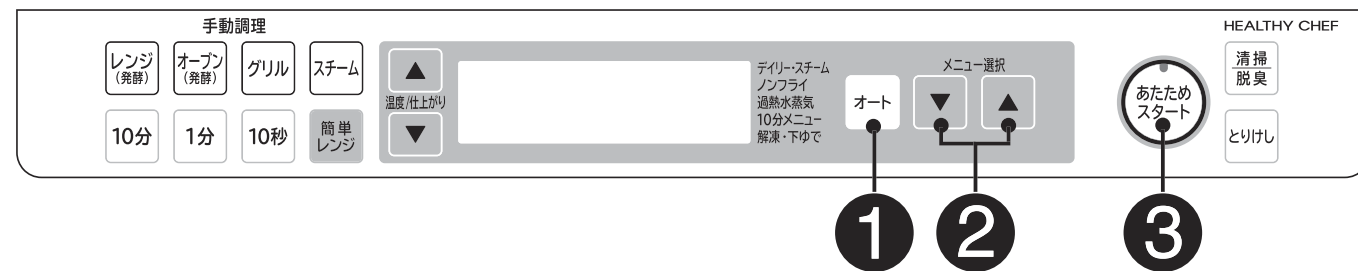 手動調理
レンジ
(発酵)
オーブン
(発酵)
グリル
スチーム
10分
1分
10秒
簡単
レンジ
▲
温度/仕上がり
▼
デイリー・スチーム
ノンフライ
過熱水蒸気
10分メニュー
解凍・下ゆで
オート
メニュー選択
▼
▲
あたため
スタート
HEALTHY CHEF
清掃
脱臭
とりけし
1
2
3